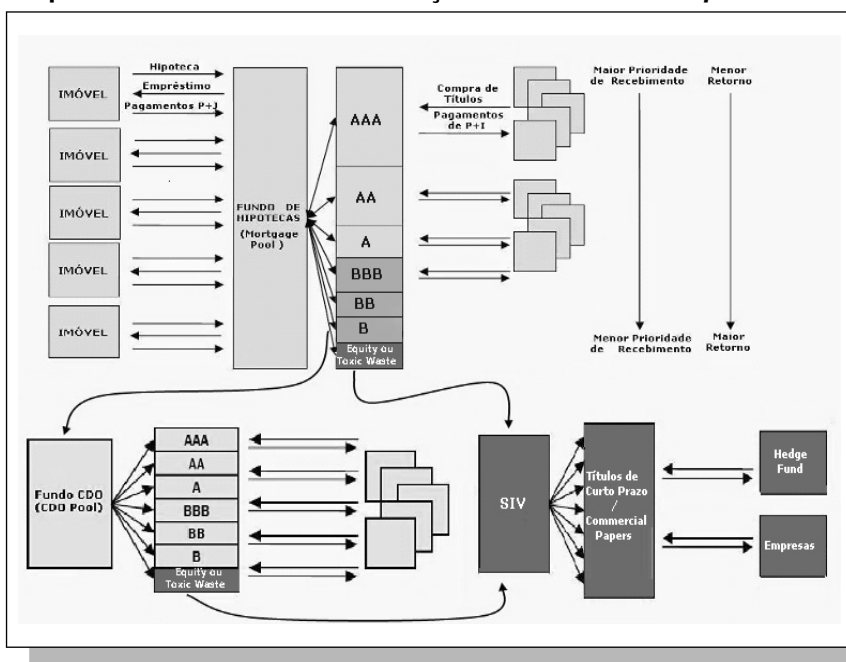 Hipoteca
Empréstimo
Pagamentos P+J
IMÓVEL
IMÓVEL
IMÓVEL
IMÓVEL
IMÓVEL
FUNDO DE
HIPOTECAS
(Mortgage
Pool )
AAA
AA
A
BBB
BB
B
Equity ou
Toxic Waste
Compra de
Títulos
Pagamentos
de P+I
Maior Prioridade
de Recebimento
Menor
Retorno
Menor Prioridade
de Recebimento
Maior
Retorno
Fundo CDO
(CDO Pool)
AAA
AA
A
BBB
BB
B
Equity ou
Toxic Waste
SIV
Títulos de
Curto Prazo
/
Commercial
Papers
Hedge
Fund
Empresas